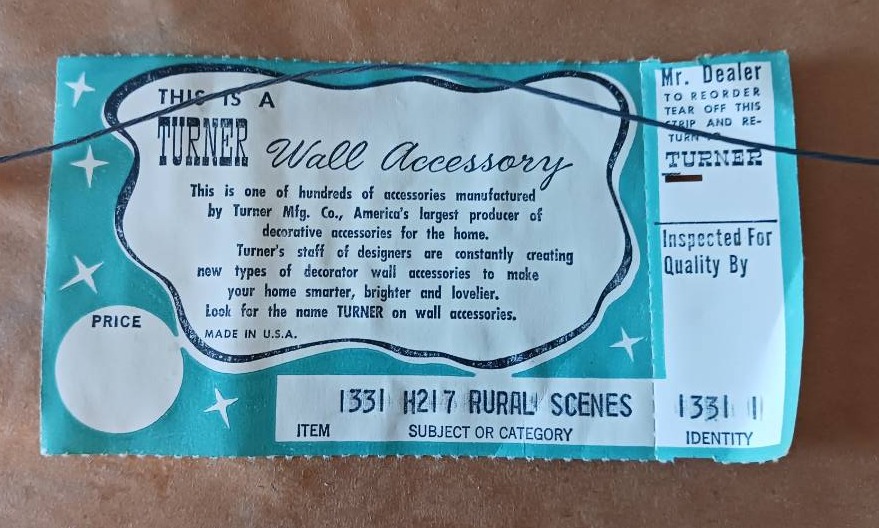 THIS IS A
TURNER Wall Accessory
This is one of hundreds of accessories manufactured
by Turner Mfg. Co., America's largest producer of
decorative accessories for the home.
Turner's staff of designers are constantly creating
new types of decorator wall accessories to make
your home smarter, brighter and lovelier.
Look for the name TURNER on wall accessories.
MADE IN U.S.A.
PRICE
1331 H217 RURAL SCENES
ITEM SUBJECT OR CATEGORY
Mr. Dealer
TO REORDER
TEAR OFF THIS
STRIP AND RE-
TURN TO
TURNER
Inspected For
Quality By
1331 1
IDENTITY